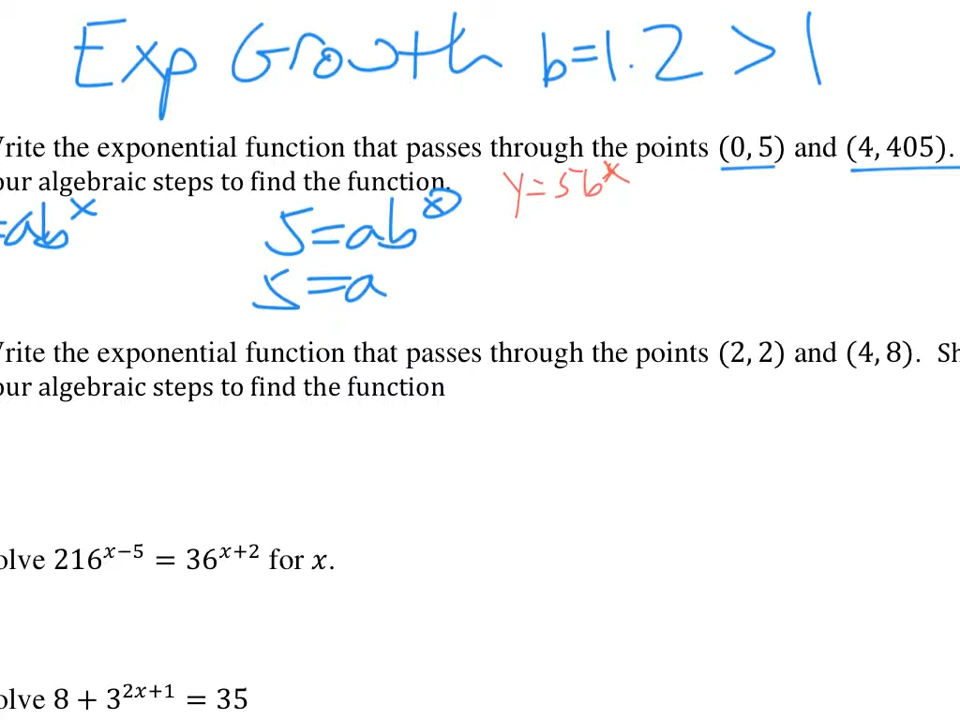 Exp Growth b=1.2 > 1
rite the exponential function that passes through the points (0, 5) and (4, 405).
our algebraic steps to find the function.
y=5b^x
=ab^x 5=ab^0
5=a
rite the exponential function that passes through the points (2, 2) and (4, 8). Sh
our algebraic steps to find the function
olve 216^{x−5} = 36^{x+2} for x.
olve 8 + 3^{2x+1} = 35